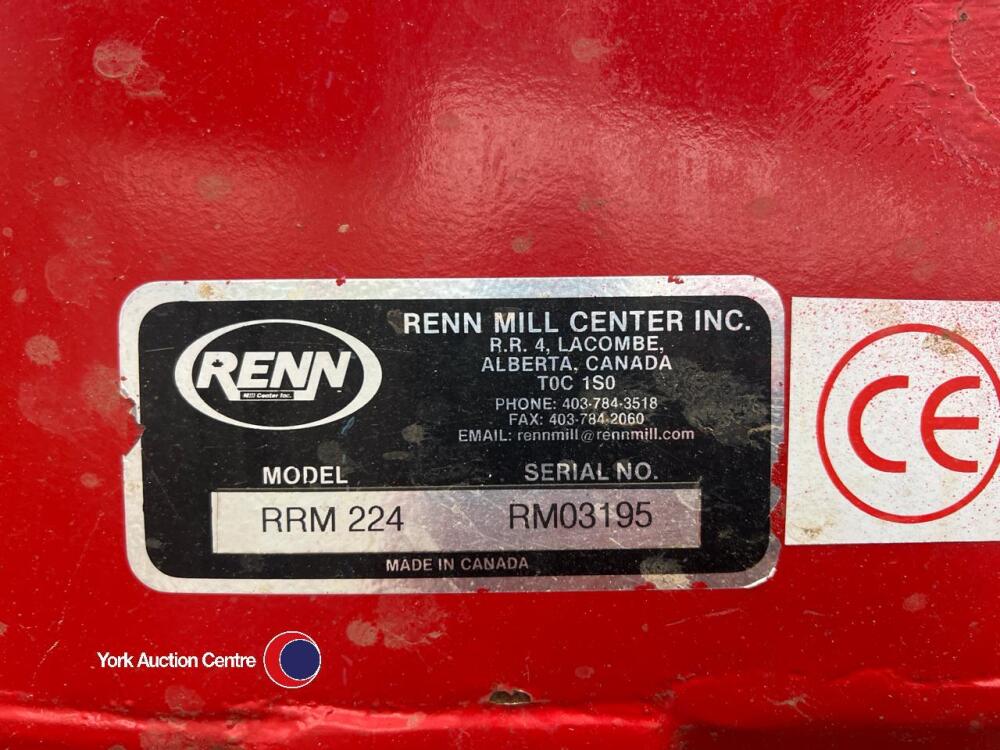 RENN
Mill Center Inc.
RENN MILL CENTER INC.
R.R. 4, LACOMBE,
ALBERTA, CANADA
T0C 1S0
PHONE: 403-784-3518
FAX: 403-784-2060
EMAIL: rennmill@rennmill.com
MODEL SERIAL NO.
RRM 224 RM03195
MADE IN CANADA
CE
York Auction Centre